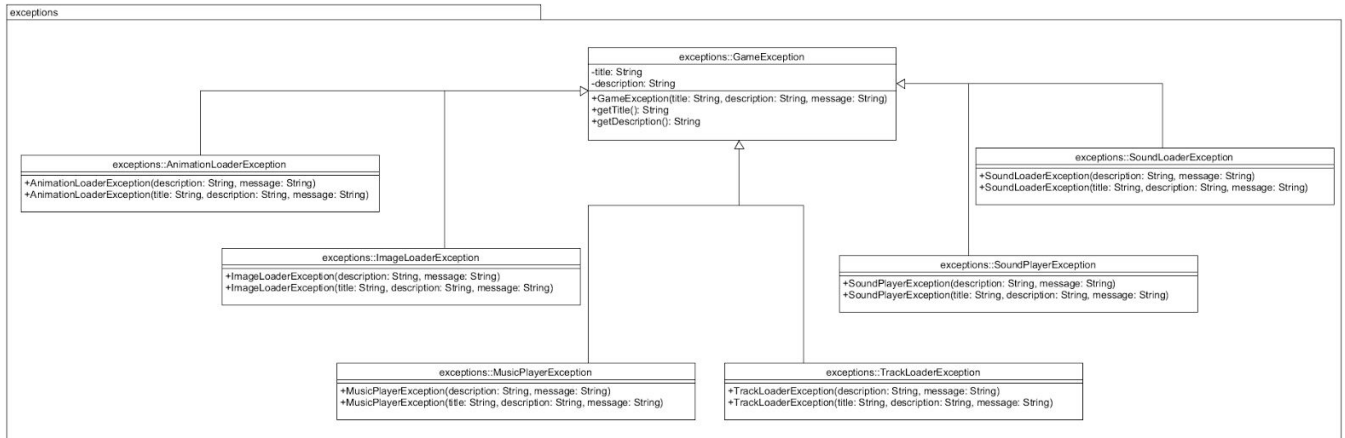 exceptions
exceptions::GameException
-title: String
-description: String
+GameException(title: String, description: String, message: String)
+getTitle(): String
+getDescription(): String
exceptions::AnimationLoaderException
+AnimationLoaderException(description: String, message: String)
+AnimationLoaderException(title: String, description: String, message: String)
exceptions::SoundLoaderException
+SoundLoaderException(description: String, message: String)
+SoundLoaderException(title: String, description: String, message: String)
exceptions::ImageLoaderException
+ImageLoaderException(description: String, message: String)
+ImageLoaderException(title: String, description: String, message: String)
exceptions::SoundPlayerException
+SoundPlayerException(description: String, message: String)
+SoundPlayerException(title: String, description: String, message: String)
exceptions::MusicPlayerException
+MusicPlayerException(description: String, message: String)
+MusicPlayerException(title: String, description: String, message: String)
exceptions::TrackLoaderException
+TrackLoaderException(description: String, message: String)
+TrackLoaderException(title: String, description: String, message: String)